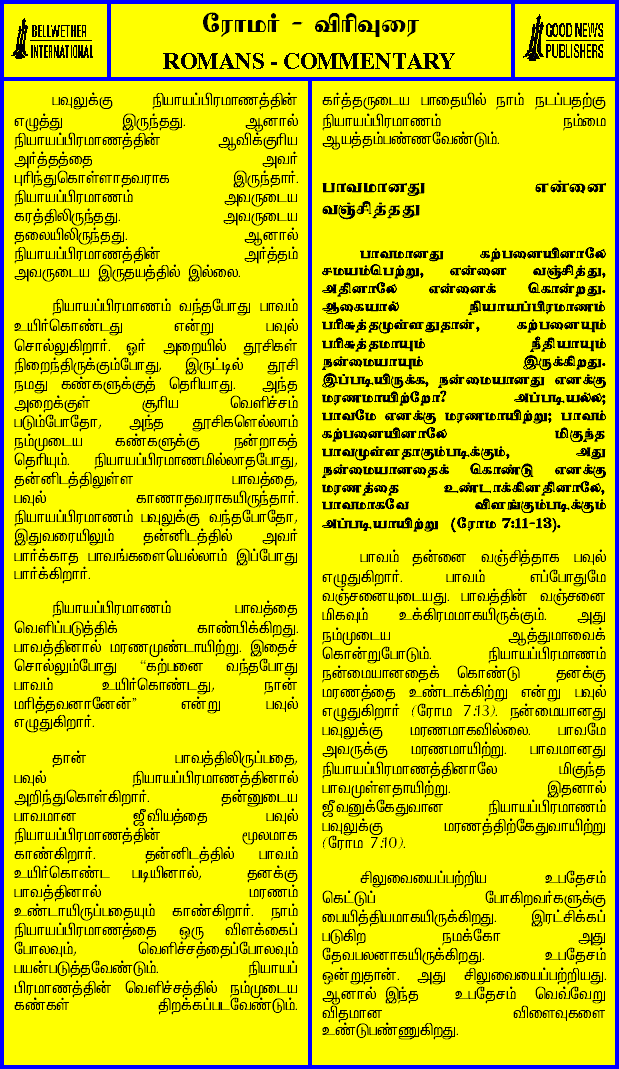 BELLWETHER
INTERNATIONAL
ரோமர் - விரிவுரை
ROMANS - COMMENTARY
GOOD NEWS
PUBLISHERS
பவுலுக்கு நியாயப்பிரமாணத்தின்
எழுத்து இருந்தது. ஆனால்
நியாயப்பிரமாணத்தின் ஆவிக்குரிய
அர்த்தத்தை அவர்
புரிந்துகொள்ளாதவராக இருந்தார்.
நியாயப்பிரமாணம் அவருடைய
கரத்திலிருந்தது. அவருடைய
தலையிலிருந்தது. ஆனால்
நியாயப்பிரமாணத்தின் அர்த்தம்
அவருடைய இருதயத்தில் இல்லை.
நியாயப்பிரமாணம் வந்தபோது பாவம்
உயிர்கொண்டது என்று பவுல்
சொல்லுகிறார். ஓர் அறையில் தூசிகள்
நிறைந்திருக்கும்போது, இருட்டில் தூசி
நமது கண்களுக்குத் தெரியாது. அந்த
அறைக்குள் சூரிய வெளிச்சம்
படும்போதோ, அந்த தூசிகளெல்லாம்
நம்முடைய கண்களுக்கு நன்றாகத்
தெரியும். நியாயப்பிரமாணமில்லாதபோது,
தன்னிடத்திலுள்ள பாவத்தை,
பவுல் காணாதவராகயிருந்தார்.
நியாயப்பிரமாணம் பவுலுக்கு வந்தபோதோ,
இதுவரையிலும் தன்னிடத்தில் அவர்
பார்க்காத பாவங்களையெல்லாம் இப்போது
பார்க்கிறார்.
நியாயப்பிரமாணம் பாவத்தை
வெளிப்படுத்திக் காண்பிக்கிறது.
பாவத்தினால் மரணமுண்டாயிற்று. இதைச்
சொல்லும்போது “கற்பனை வந்தபோது
பாவம் உயிர்கொண்டது, நான்
மரித்தவனானேன்” என்று பவுல்
எழுதுகிறார்.
தான் பாவத்திலிருப்பதை,
பவுல் நியாயப்பிரமாணத்தினால்
அறிந்துகொள்கிறார். தன்னுடைய
பாவமான ஜீவியத்தை பவுல்
நியாயப்பிரமாணத்தின் மூலமாக
காண்கிறார். தன்னிடத்தில் பாவம்
உயிர்கொண்ட படியினால், தனக்கு
பாவத்தினால் மரணம்
உண்டாயிருப்பதையும் காண்கிறார். நாம்
நியாயப்பிரமாணத்தை ஒரு விளக்கைப்
போலவும், வெளிச்சத்தைப்போலவும்
பயன்படுத்தவேண்டும். நியாயப்
பிரமாணத்தின் வெளிச்சத்தில் நம்முடைய
கண்கள் திறக்கப்படவேண்டும்.
கர்த்தருடைய பாதையில் நாம் நடப்பதற்கு
நியாயப்பிரமாணம் நம்மை
ஆயத்தம்பண்ணவேண்டும்.
பாவமானது என்னை
வஞ்சித்தது
பாவமானது கற்பனையினாலே
சமயம்பெற்று, என்னை வஞ்சித்து,
அதினாலே என்னைக் கொன்றது.
ஆகையால் நியாயப்பிரமாணம்
பரிசுத்தமுள்ளதுதான், கற்பனையும்
பரிசுத்தமாயும் நீதியாயும்
நன்மையாயும் இருக்கிறது.
இப்படியிருக்க, நன்மையானது எனக்கு
மரணமாயிற்றோ? அப்படியல்ல;
பாவமே எனக்கு மரணமாயிற்று; பாவம்
கற்பனையினாலே மிகுந்த
பாவமுள்ளதாகும்படிக்கும், அது
நன்மையானதைக் கொண்டு எனக்கு
மரணத்தை உண்டாக்கினதினாலே,
பாவமாகவே விளங்கும்படிக்கும்
அப்படியாயிற்று (ரோம 7:11-13).
பாவம் தன்னை வஞ்சித்தாக பவுல்
எழுதுகிறார். பாவம் எப்போதுமே
வஞ்சனையுடையது. பாவத்தின் வஞ்சனை
மிகவும் உக்கிரமமாகயிருக்கும். அது
நம்முடைய ஆத்துமாவைக்
கொன்றுபோடும். நியாயப்பிரமாணம்
நன்மையானதைக் கொண்டு தனக்கு
மரணத்தை உண்டாக்கிற்று என்று பவுல்
எழுதுகிறார் (ரோம 7:13). நன்மையானது
பவுலுக்கு மரணமாகவில்லை. பாவமே
அவருக்கு மரணமாயிற்று. பாவமானது
நியாயப்பிரமாணத்தினாலே மிகுந்த
பாவமுள்ளதாயிற்று. இதனால்
ஜீவனுக்கேதுவான நியாயப்பிரமாணம்
பவுலுக்கு மரணத்திற்கேதுவாயிற்று
(ரோம 7:10).
சிலுவையைப்பற்றிய உபதேசம்
கெட்டுப் போகிறவர்களுக்கு
பையித்தியமாகயிருக்கிறது. இரட்சிக்கப்
படுகிற நமக்கோ அது
தேவபலனாகயிருக்கிறது. உபதேசம்
ஒன்றுதான். அது சிலுவையைப்பற்றியது.
ஆனால் இந்த உபதேசம் வெவ்வேறு
விதமான விளைவுகளை
உண்டுபண்ணுகிறது.